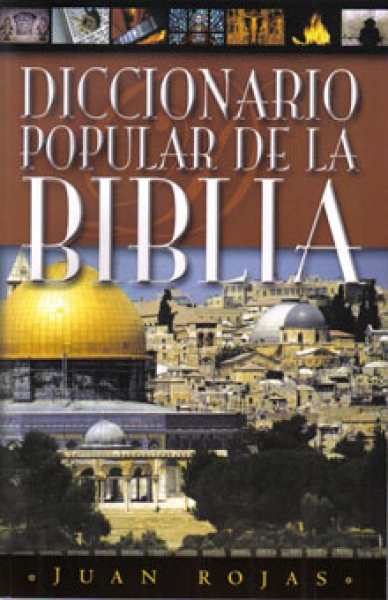 DICCIONARIO
POPULAR DE LA
BIBLIA
• JUAN ROJAS •